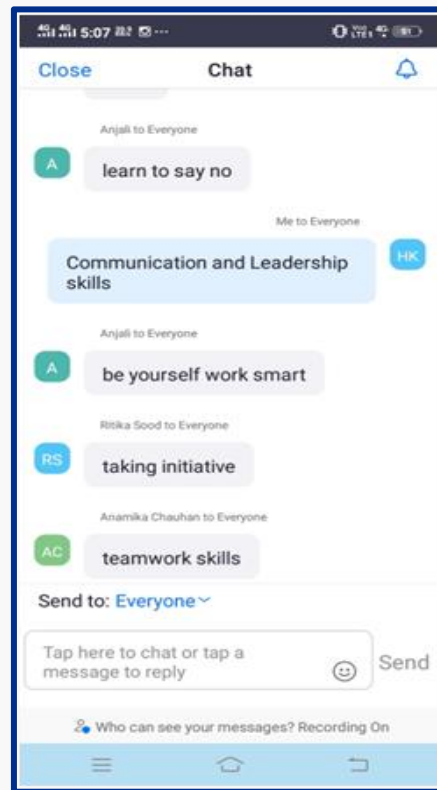 5:07
Close Chat
Anjali to Everyone
A
learn to say no
Me to Everyone
HK
Communication and Leadership
skills
Anjali to Everyone
A
be yourself work smart
Ritika Sood to Everyone
RS
taking initiative
Anamika Chauhan to Everyone
AC
teamwork skills
Send to: Everyone
Tap here to chat or tap a
message to reply
Send
Who can see your messages? Recording On